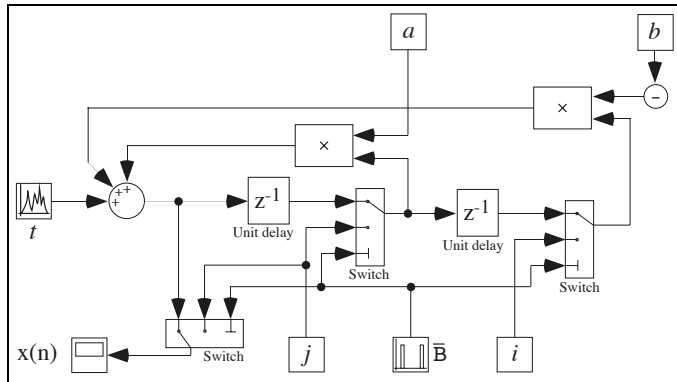 a
b
−
×
×
+
+
+
t
z-1
Unit delay
Switch
z-1
Unit delay
Switch
x(n)
Switch
j
B̅
i